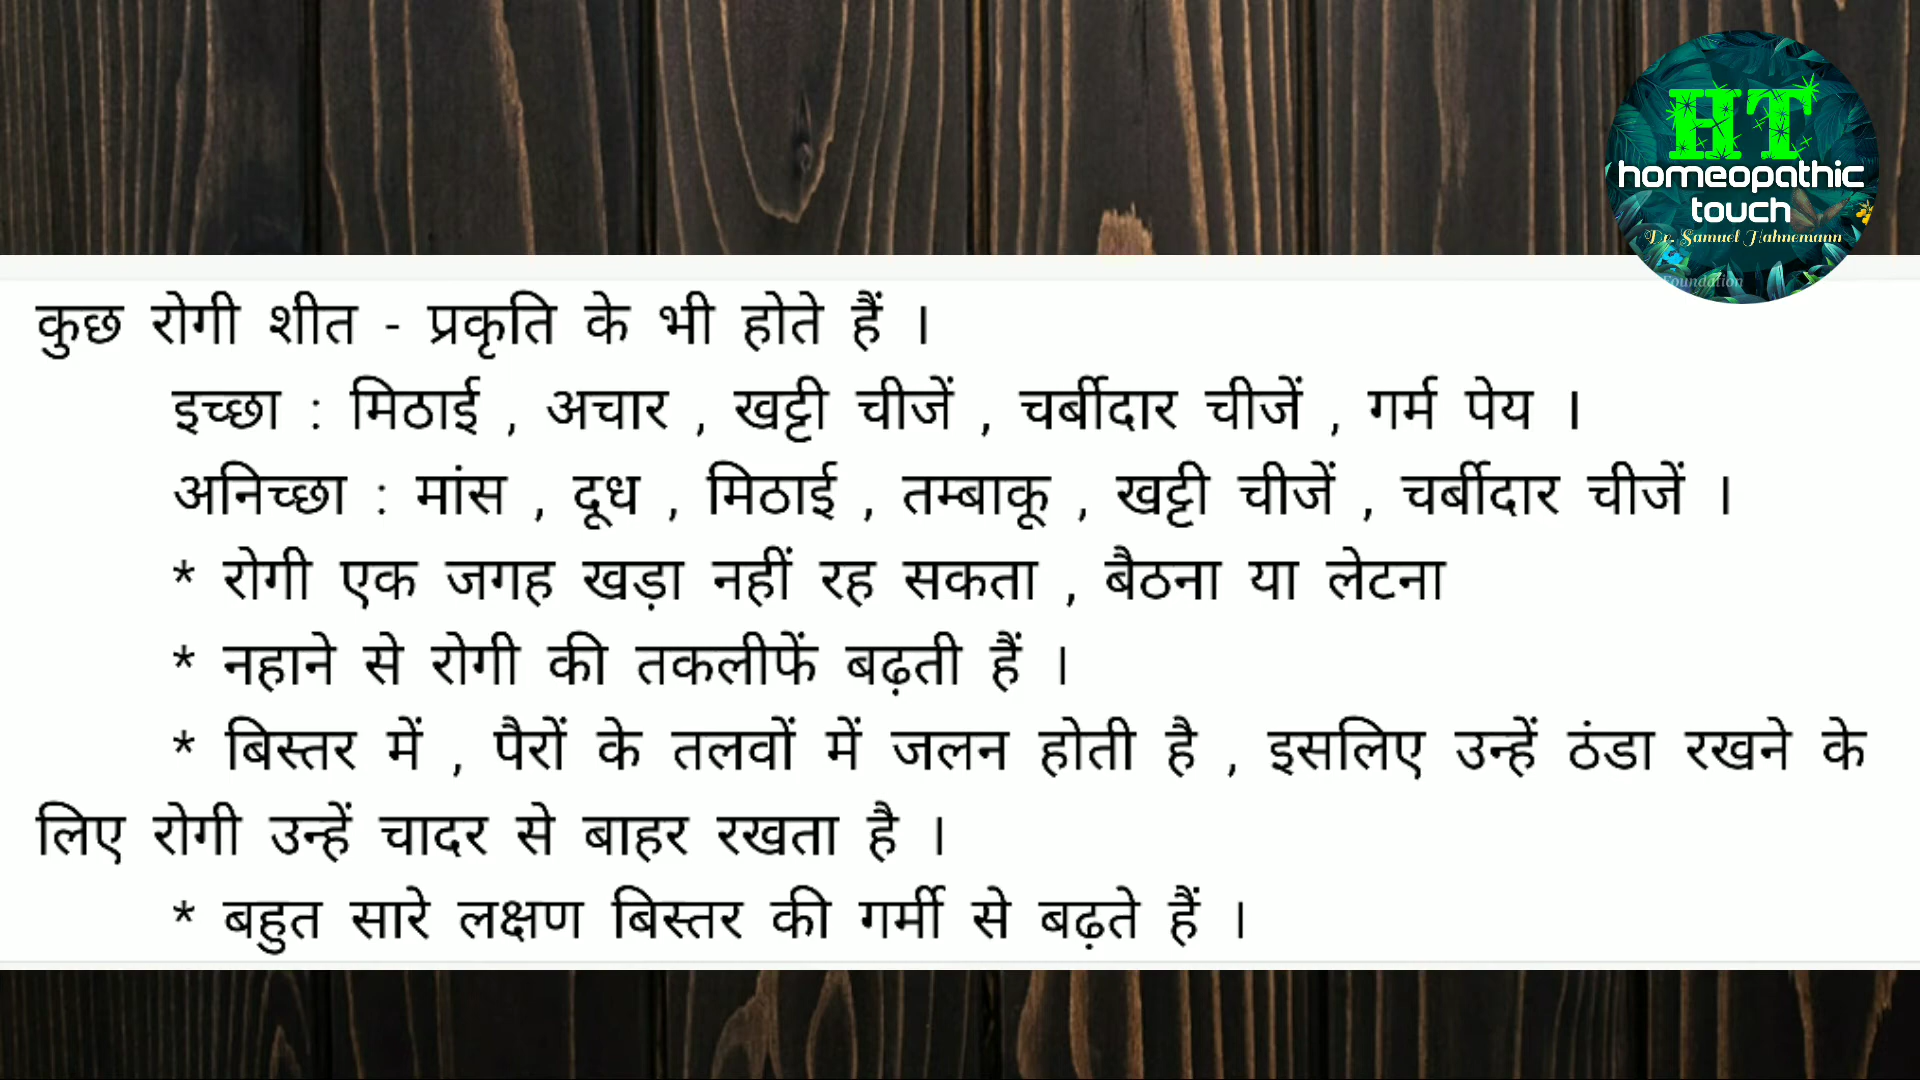 HT
homeopathic
touch
Dr. Samuel Hahnemann
foundation
कुछ रोगी शीत - प्रकृति के भी होते हैं ।
इच्छा : मिठाई , अचार , खट्टी चीजें , चर्बीदार चीजें , गर्म पेय ।
अनिच्छा : मांस , दूध , मिठाई , तम्बाकू , खट्टी चीजें , चर्बीदार चीजें ।
* रोगी एक जगह खड़ा नहीं रह सकता , बैठना या लेटना
* नहाने से रोगी की तकलीफें बढ़ती हैं ।
* बिस्तर में , पैरों के तलवों में जलन होती है , इसलिए उन्हें ठंडा रखने के
लिए रोगी उन्हें चादर से बाहर रखता है ।
* बहुत सारे लक्षण बिस्तर की गर्मी से बढ़ते हैं ।